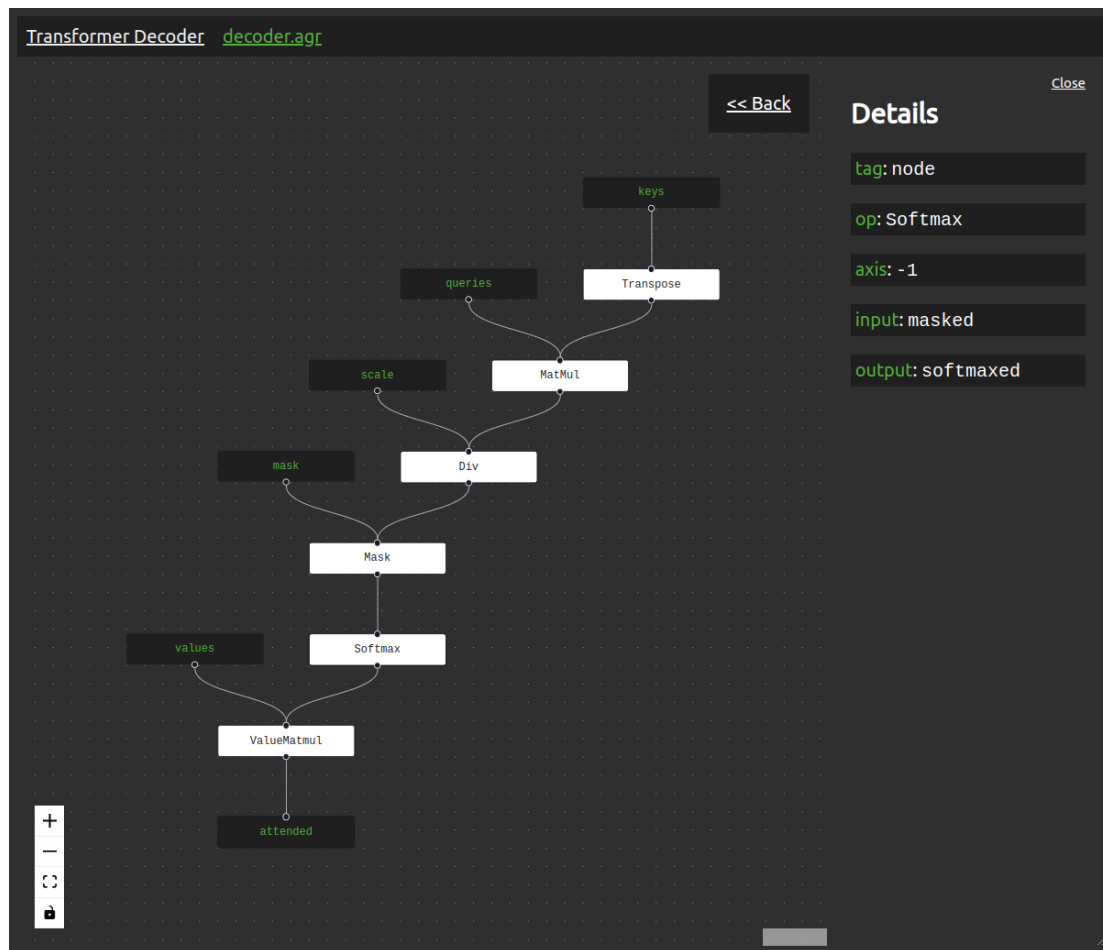 Transformer Decoder decoder.agr
<< Back
keys
queries
Transpose
scale
MatMul
mask
Div
Mask
values
Softmax
ValueMatmul
attended
Close
Details
tag: node
op: Softmax
axis: -1
input: masked
output: softmaxed